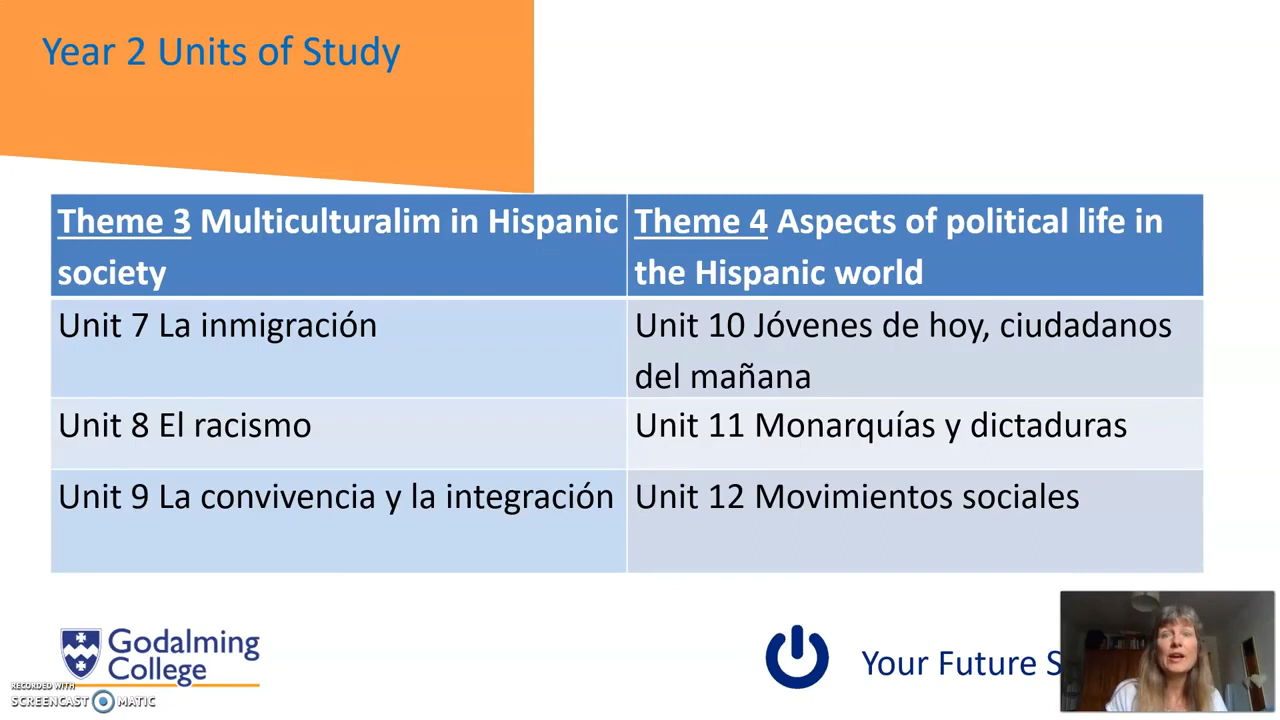 Year 2 Units of Study
Theme 3 Multiculturalim in Hispanic
society
Theme 4 Aspects of political life in
the Hispanic world
Unit 7 La inmigración
Unit 10 Jóvenes de hoy, ciudadanos
del mañana
Unit 8 El racismo
Unit 11 Monarquías y dictaduras
Unit 9 La convivencia y la integración
Unit 12 Movimientos sociales
Godalming
College
Your Future S
RECORDED WITH
SCREENCAST MATIC